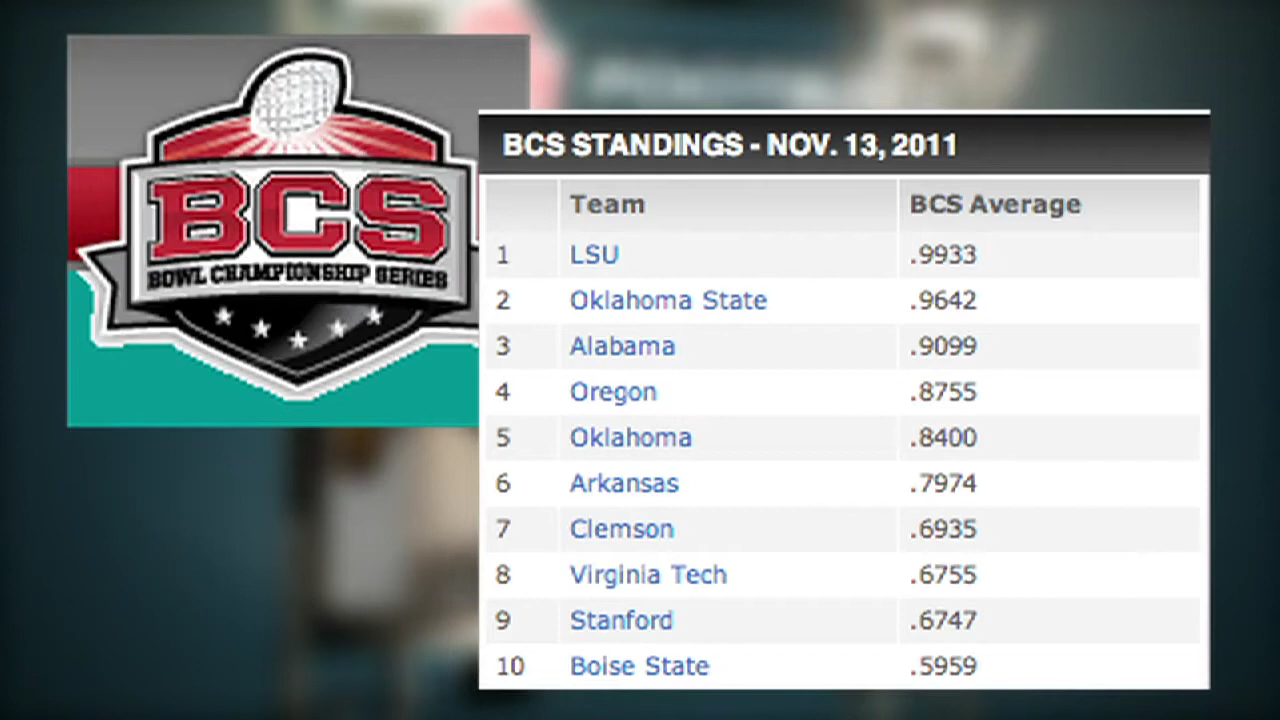 BCS
BOWL CHAMPIONSHIP SERIES
BCS STANDINGS - NOV. 13, 2011
Team BCS Average
1 LSU .9933
2 Oklahoma State .9642
3 Alabama .9099
4 Oregon .8755
5 Oklahoma .8400
6 Arkansas .7974
7 Clemson .6935
8 Virginia Tech .6755
9 Stanford .6747
10 Boise State .5959